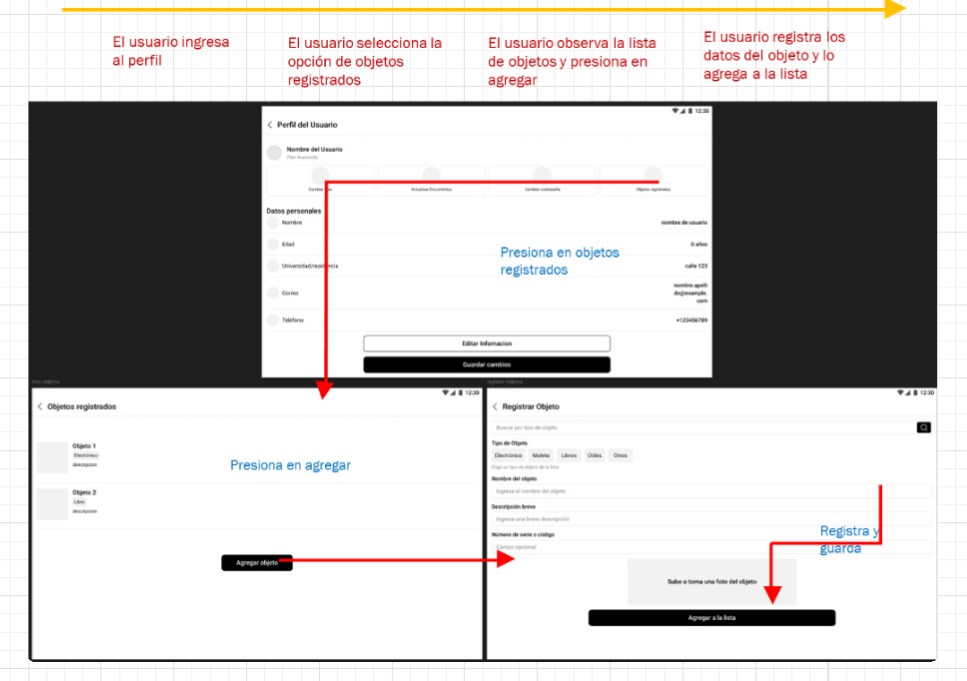 El usuario ingresa
al perfil
El usuario selecciona la
opción de objetos
registrados
El usuario observa la lista
de objetos y presiona en
agregar
El usuario registra los
datos del objeto y lo
agrega a la lista
12:30
Perfil del Usuario
Nombre del Usuario
Plan Avanzado
Cambiar
Actualizar Documentos
Cambiar contraseña
Objetos registrados
Datos personales
Nombre
nombre de usuario
Edad
0 años
Universidad/residencia
calle 123
Correo
nombre.apelli
do@example.
com
Teléfono
+123456789
Presiona en objetos
registrados
Editar Informacion
Guardar cambios
12:30
Objetos registrados
Objeto 1
Electrónico
descripcion
Objeto 2
Libro
descripcion
Presiona en agregar
Agregar objeto
12:30
Registrar Objeto
Buscar por tipo de objeto
Tipo de Objeto
Electrónico
Maleta
Libros
Otros
Elige un tipo de objeto de la lista
Nombre del objeto
Ingresa el nombre del objeto
Descripción breve
Ingresa una breve descripción
Número de serie o código
Campo opcional
Registra y
guarda
Sube o toma una foto del objeto
Agregar a la lista